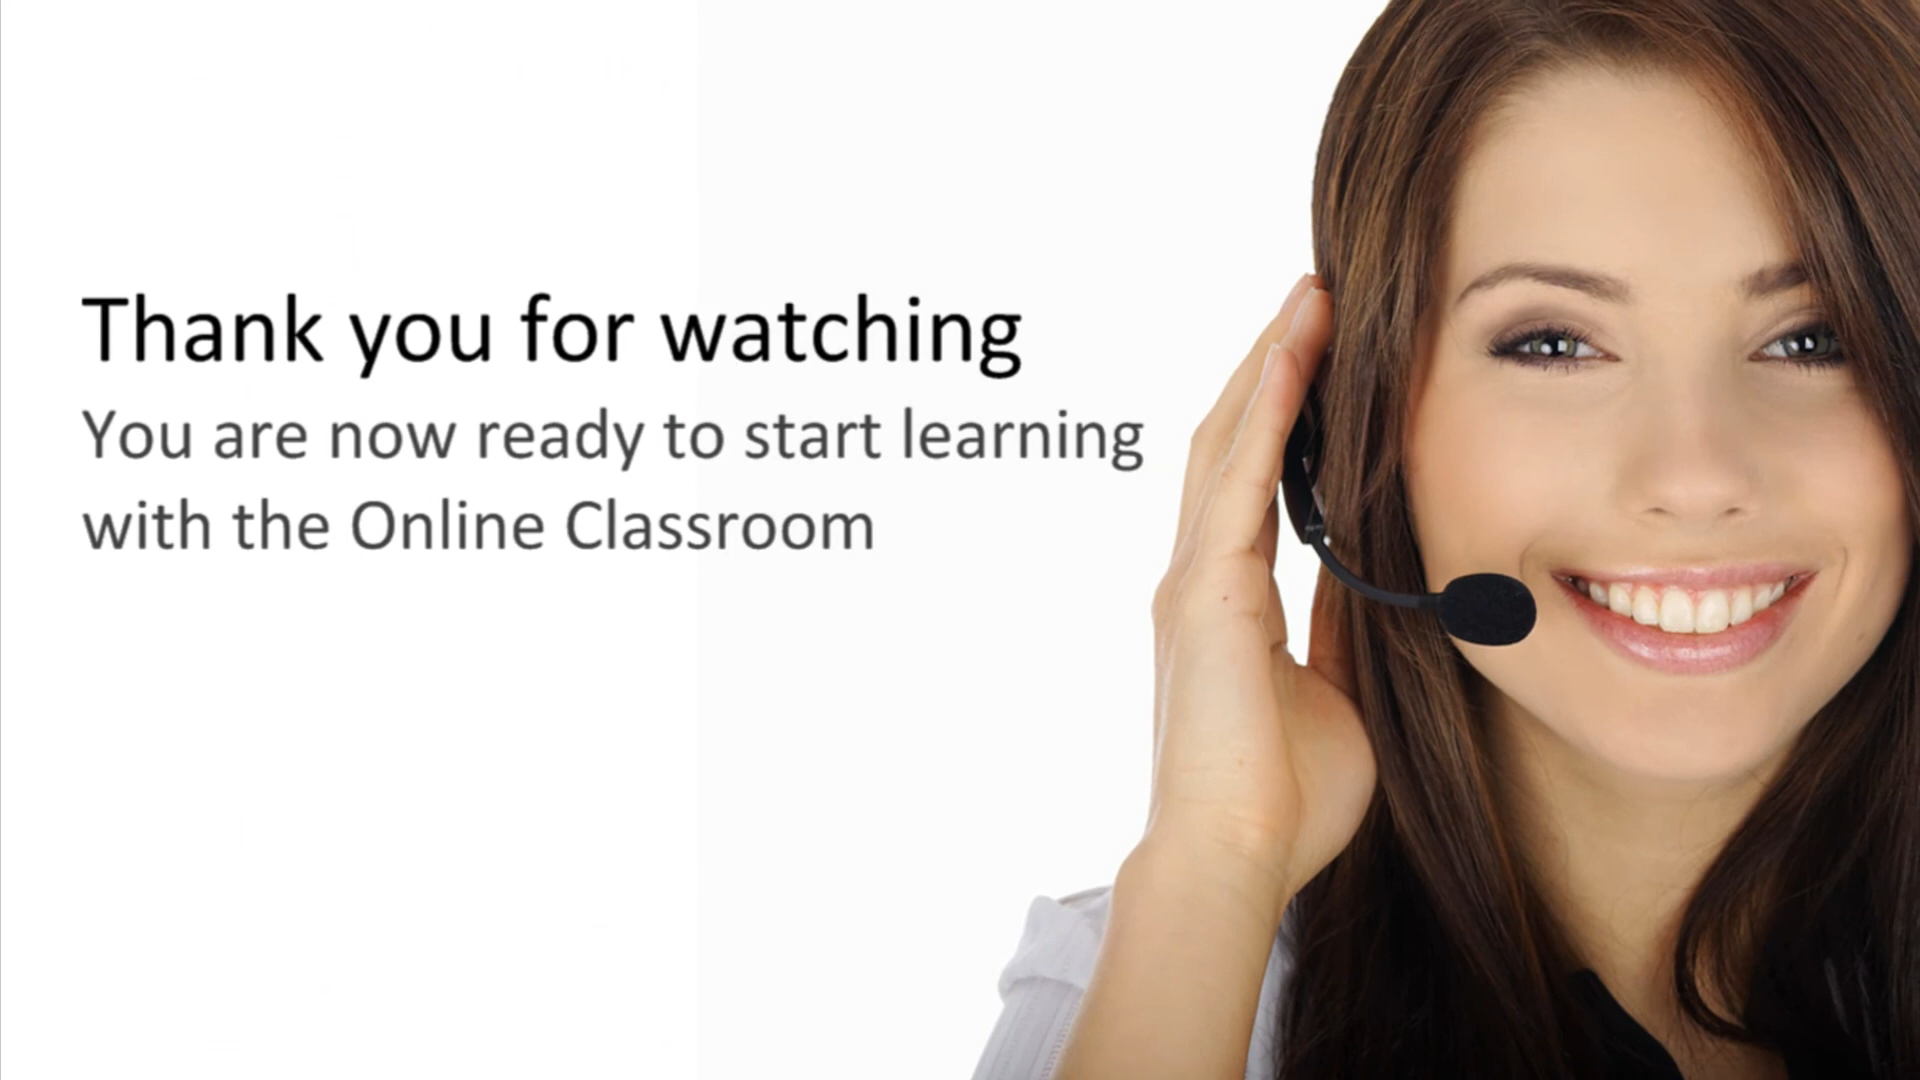 Thank you for watching
You are now ready to start learning
with the Online Classroom